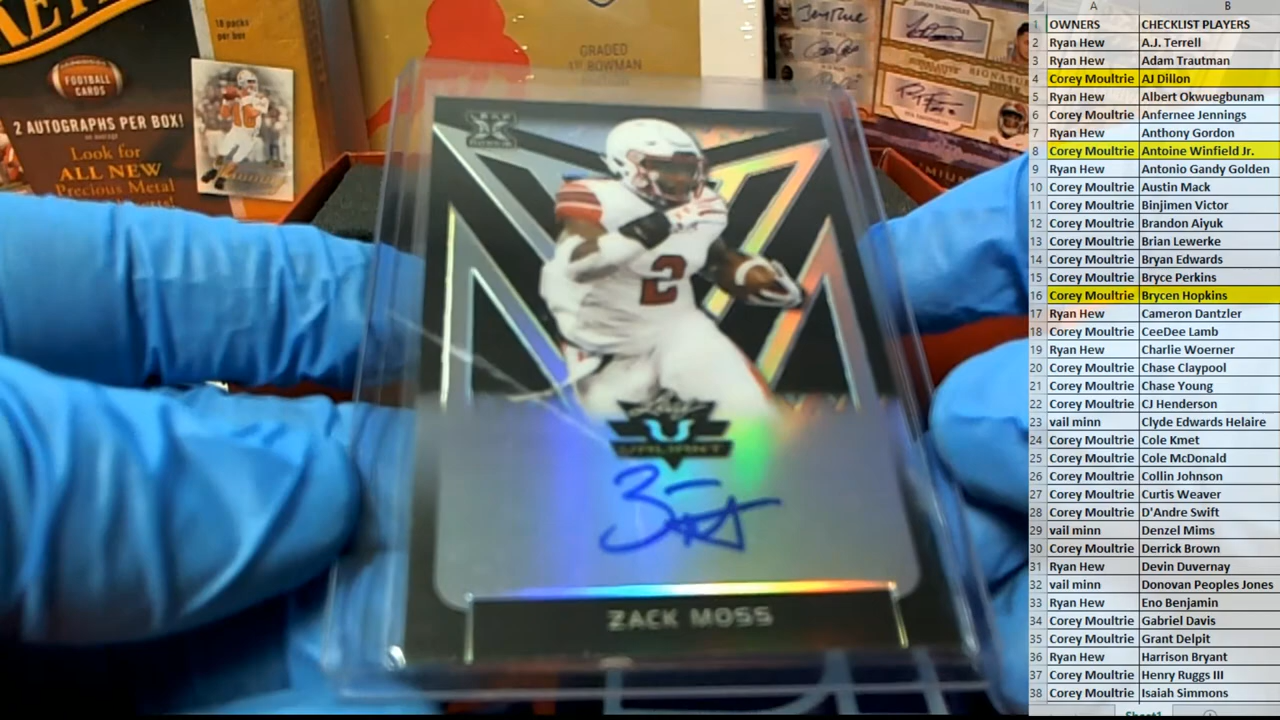 18 packs
per box
FOOTBALL
CARDS
2 AUTOGRAPHS PER BOX!
Look for
ALL NEW
Precious Metal
GRADED
BOWMAN
SIGNATURE
2
Leaf
VALIANT
ZACK MOSS
A B
1 OWNERS CHECKLIST PLAYERS
2 Ryan Hew A.J. Terrell
3 Ryan Hew Adam Trautman
4 Corey Moultrie AJ Dillon
5 Ryan Hew Albert Okwuegbunam
6 Corey Moultrie Anfernee Jennings
7 Ryan Hew Anthony Gordon
8 Corey Moultrie Antoine Winfield Jr.
9 Ryan Hew Antonio Gandy Golden
10 Corey Moultrie Austin Mack
11 Corey Moultrie Binjimen Victor
12 Corey Moultrie Brandon Aiyuk
13 Corey Moultrie Brian Lewerke
14 Corey Moultrie Bryan Edwards
15 Corey Moultrie Bryce Perkins
16 Corey Moultrie Brycen Hopkins
17 Ryan Hew Cameron Dantzler
18 Corey Moultrie CeeDee Lamb
19 Ryan Hew Charlie Woerner
20 Corey Moultrie Chase Claypool
21 Corey Moultrie Chase Young
22 Corey Moultrie CJ Henderson
23 vail minn Clyde Edwards Helaire
24 Corey Moultrie Cole Kmet
25 Corey Moultrie Cole McDonald
26 Corey Moultrie Collin Johnson
27 Corey Moultrie Curtis Weaver
28 Corey Moultrie D'Andre Swift
29 vail minn Denzel Mims
30 Corey Moultrie Derrick Brown
31 Ryan Hew Devin Duvernay
32 vail minn Donovan Peoples Jones
33 Ryan Hew Eno Benjamin
34 Corey Moultrie Gabriel Davis
35 Corey Moultrie Grant Delpit
36 Ryan Hew Harrison Bryant
37 Corey Moultrie Henry Ruggs III
38 Corey Moultrie Isaiah Simmons
Sheet1